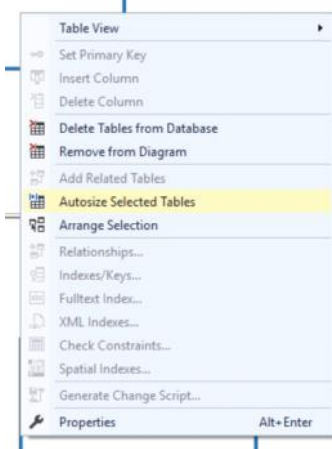 Table View
Set Primary Key
Insert Column
Delete Column
Delete Tables from Database
Remove from Diagram
Add Related Tables
Autosize Selected Tables
Arrange Selection
Relationships...
Indexes/Keys...
Fulltext Index...
XML Indexes...
Check Constraints...
Spatial Indexes...
Generate Change Script...
Properties Alt+Enter